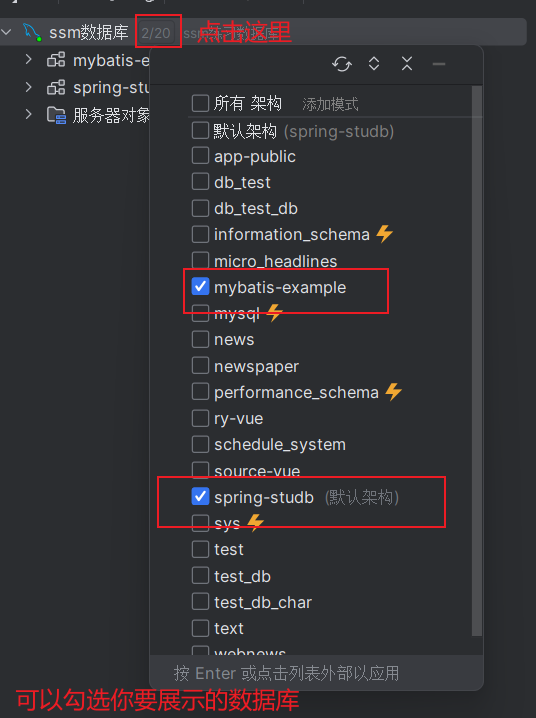 ssm数据库 2/20 点击这里
mybatis-e
spring-stu
服务器对象
所有 架构 添加模式
默认架构 (spring-studb)
app-public
db_test
db_test_db
information_schema
micro_headlines
mybatis-example
mysql
news
newspaper
performance_schema
ry-vue
schedule_system
source-vue
spring-studb (默认架构)
sys
test
test_db
test_db_char
text
webnews
按 Enter 或点击列表外部以应用
可以勾选你要展示的数据库